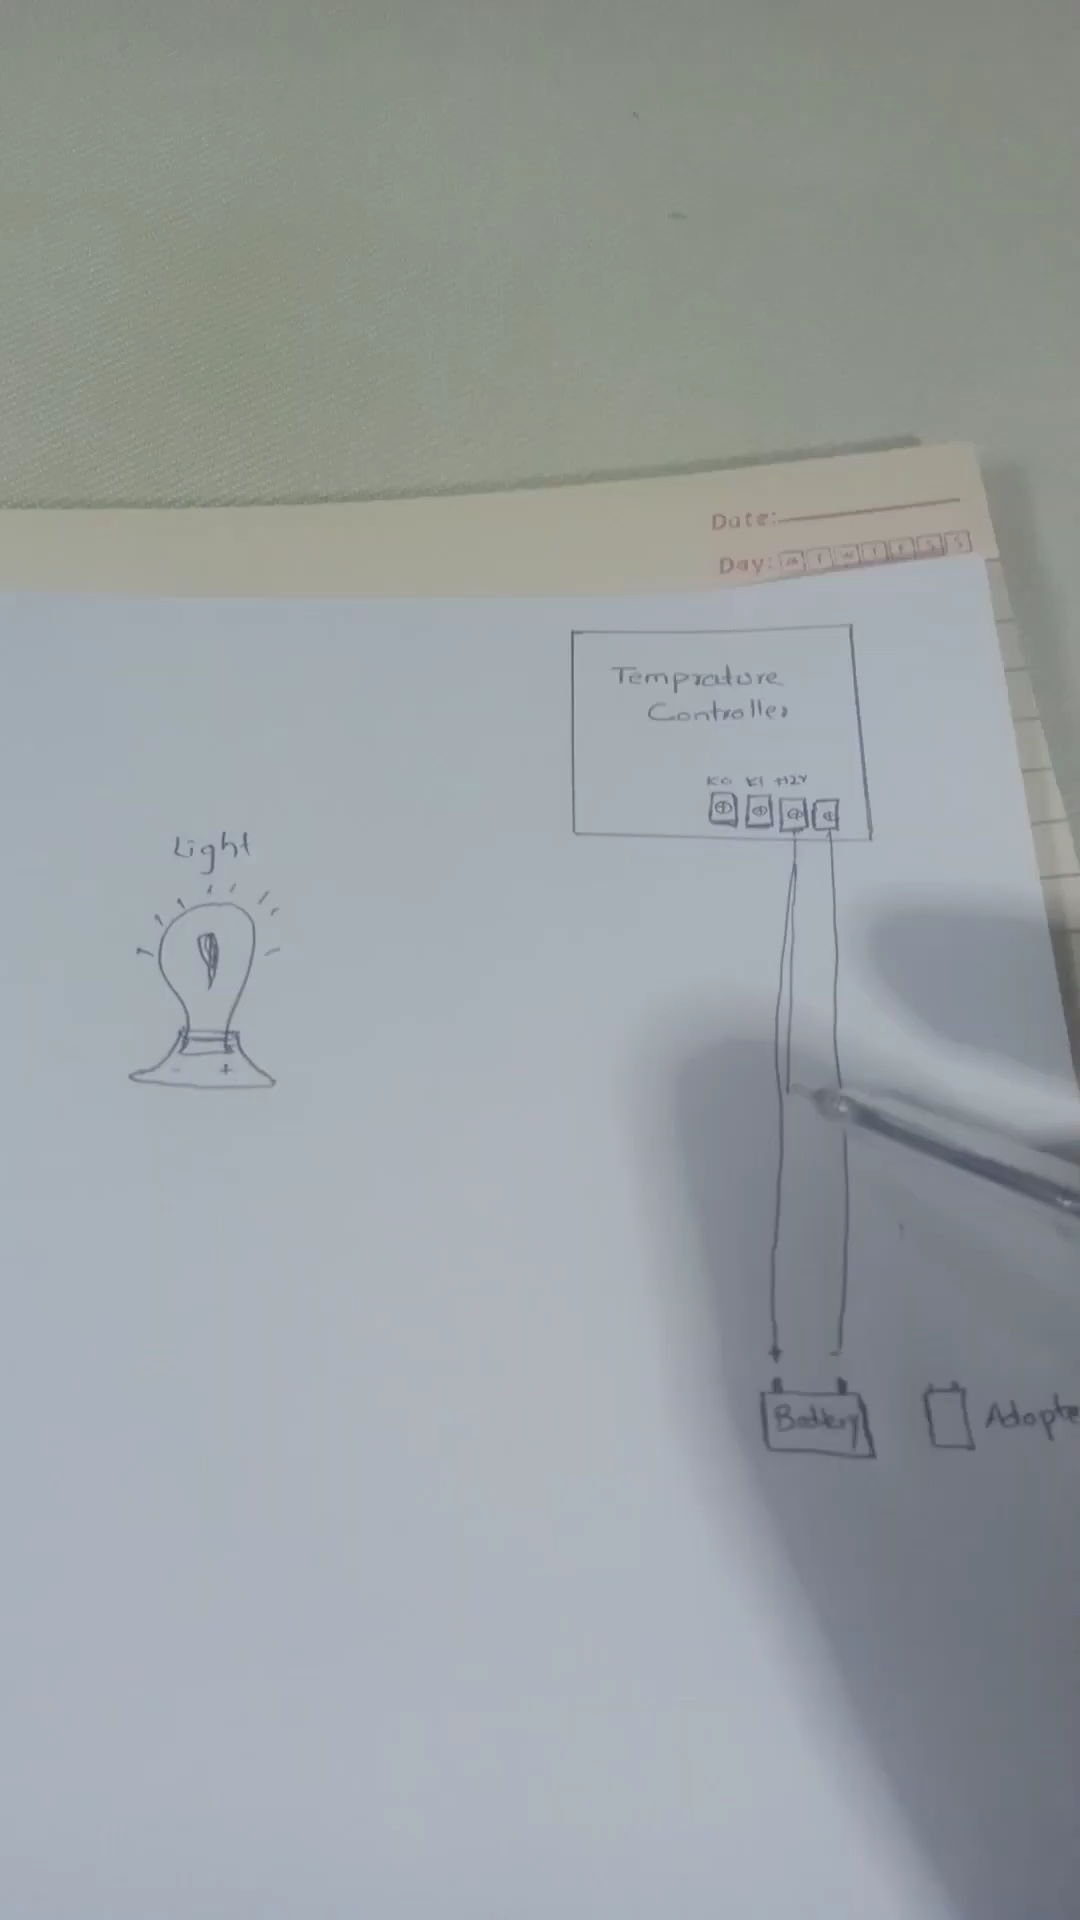 Date:
Day: M T W T F S S
Temprature
Controller
K0 K1 +12V
Light
- +
+ -
Battery
Adopte